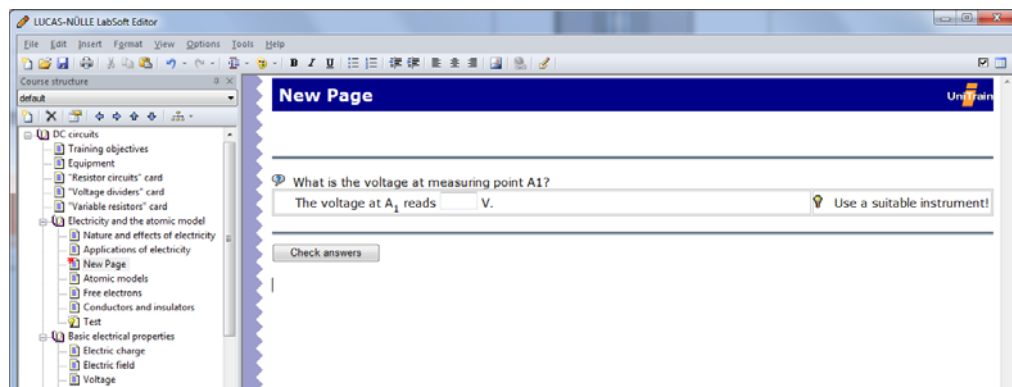 LUCAS-NÜLLE LabSoft Editor
File Edit Insert Format View Options Tools Help
B I U
Course structure
default
DC circuits
Training objectives
Equipment
"Resistor circuits" card
"Voltage dividers" card
"Variable resistors" card
Electricity and the atomic model
Nature and effects of electricity
Applications of electricity
New Page
Atomic models
Free electrons
Conductors and insulators
Test
Basic electrical properties
Electric charge
Electric field
Voltage
New Page
UniTrain
What is the voltage at measuring point A1?
The voltage at A1 reads V.
Use a suitable instrument!
Check answers